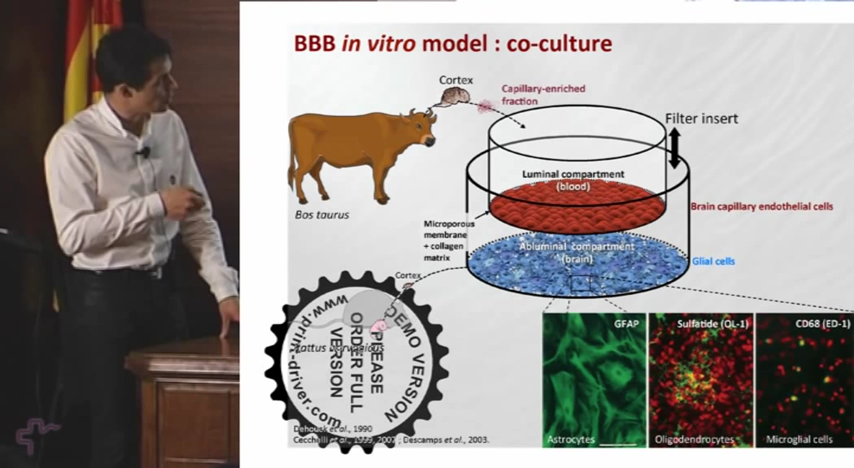 BBB in vitro model : co-culture
Cortex
Capillary-enriched
fraction
Filter insert
Luminal compartment
(blood)
Bos taurus
Brain capillary endothelial cells
Microporous
membrane
+ collagen
matrix
Abluminal compartment
(brain)
Glial cells
Cortex
www.print-driver.com
DEMO VERSION
PLEASE
ORDER FULL
VERSION
GFAP
Sulfatide (QL-1)
CD68 (ED-1)
Astrocytes
Oligodendrocytes
Microglial cells
Dehouck et al., 1990
Cecchelli et al., 1999, 2007 ; Descamps et al., 2003.